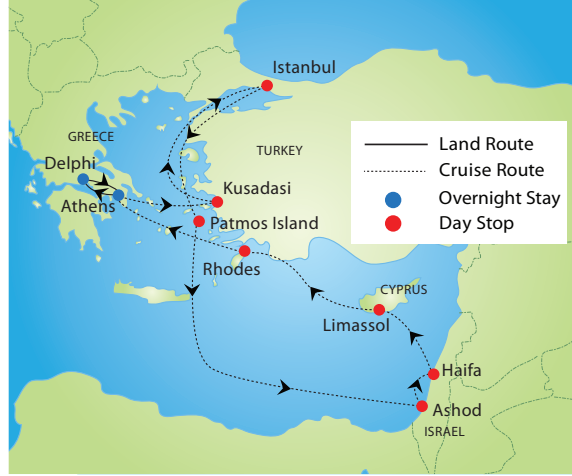 Istanbul
GREECE
Delphi
Athens
TURKEY
Kusadasi
Patmos Island
Rhodes
CYPRUS
Limassol
Haifa
Ashod
ISRAEL
Land Route
Cruise Route
Overnight Stay
Day Stop